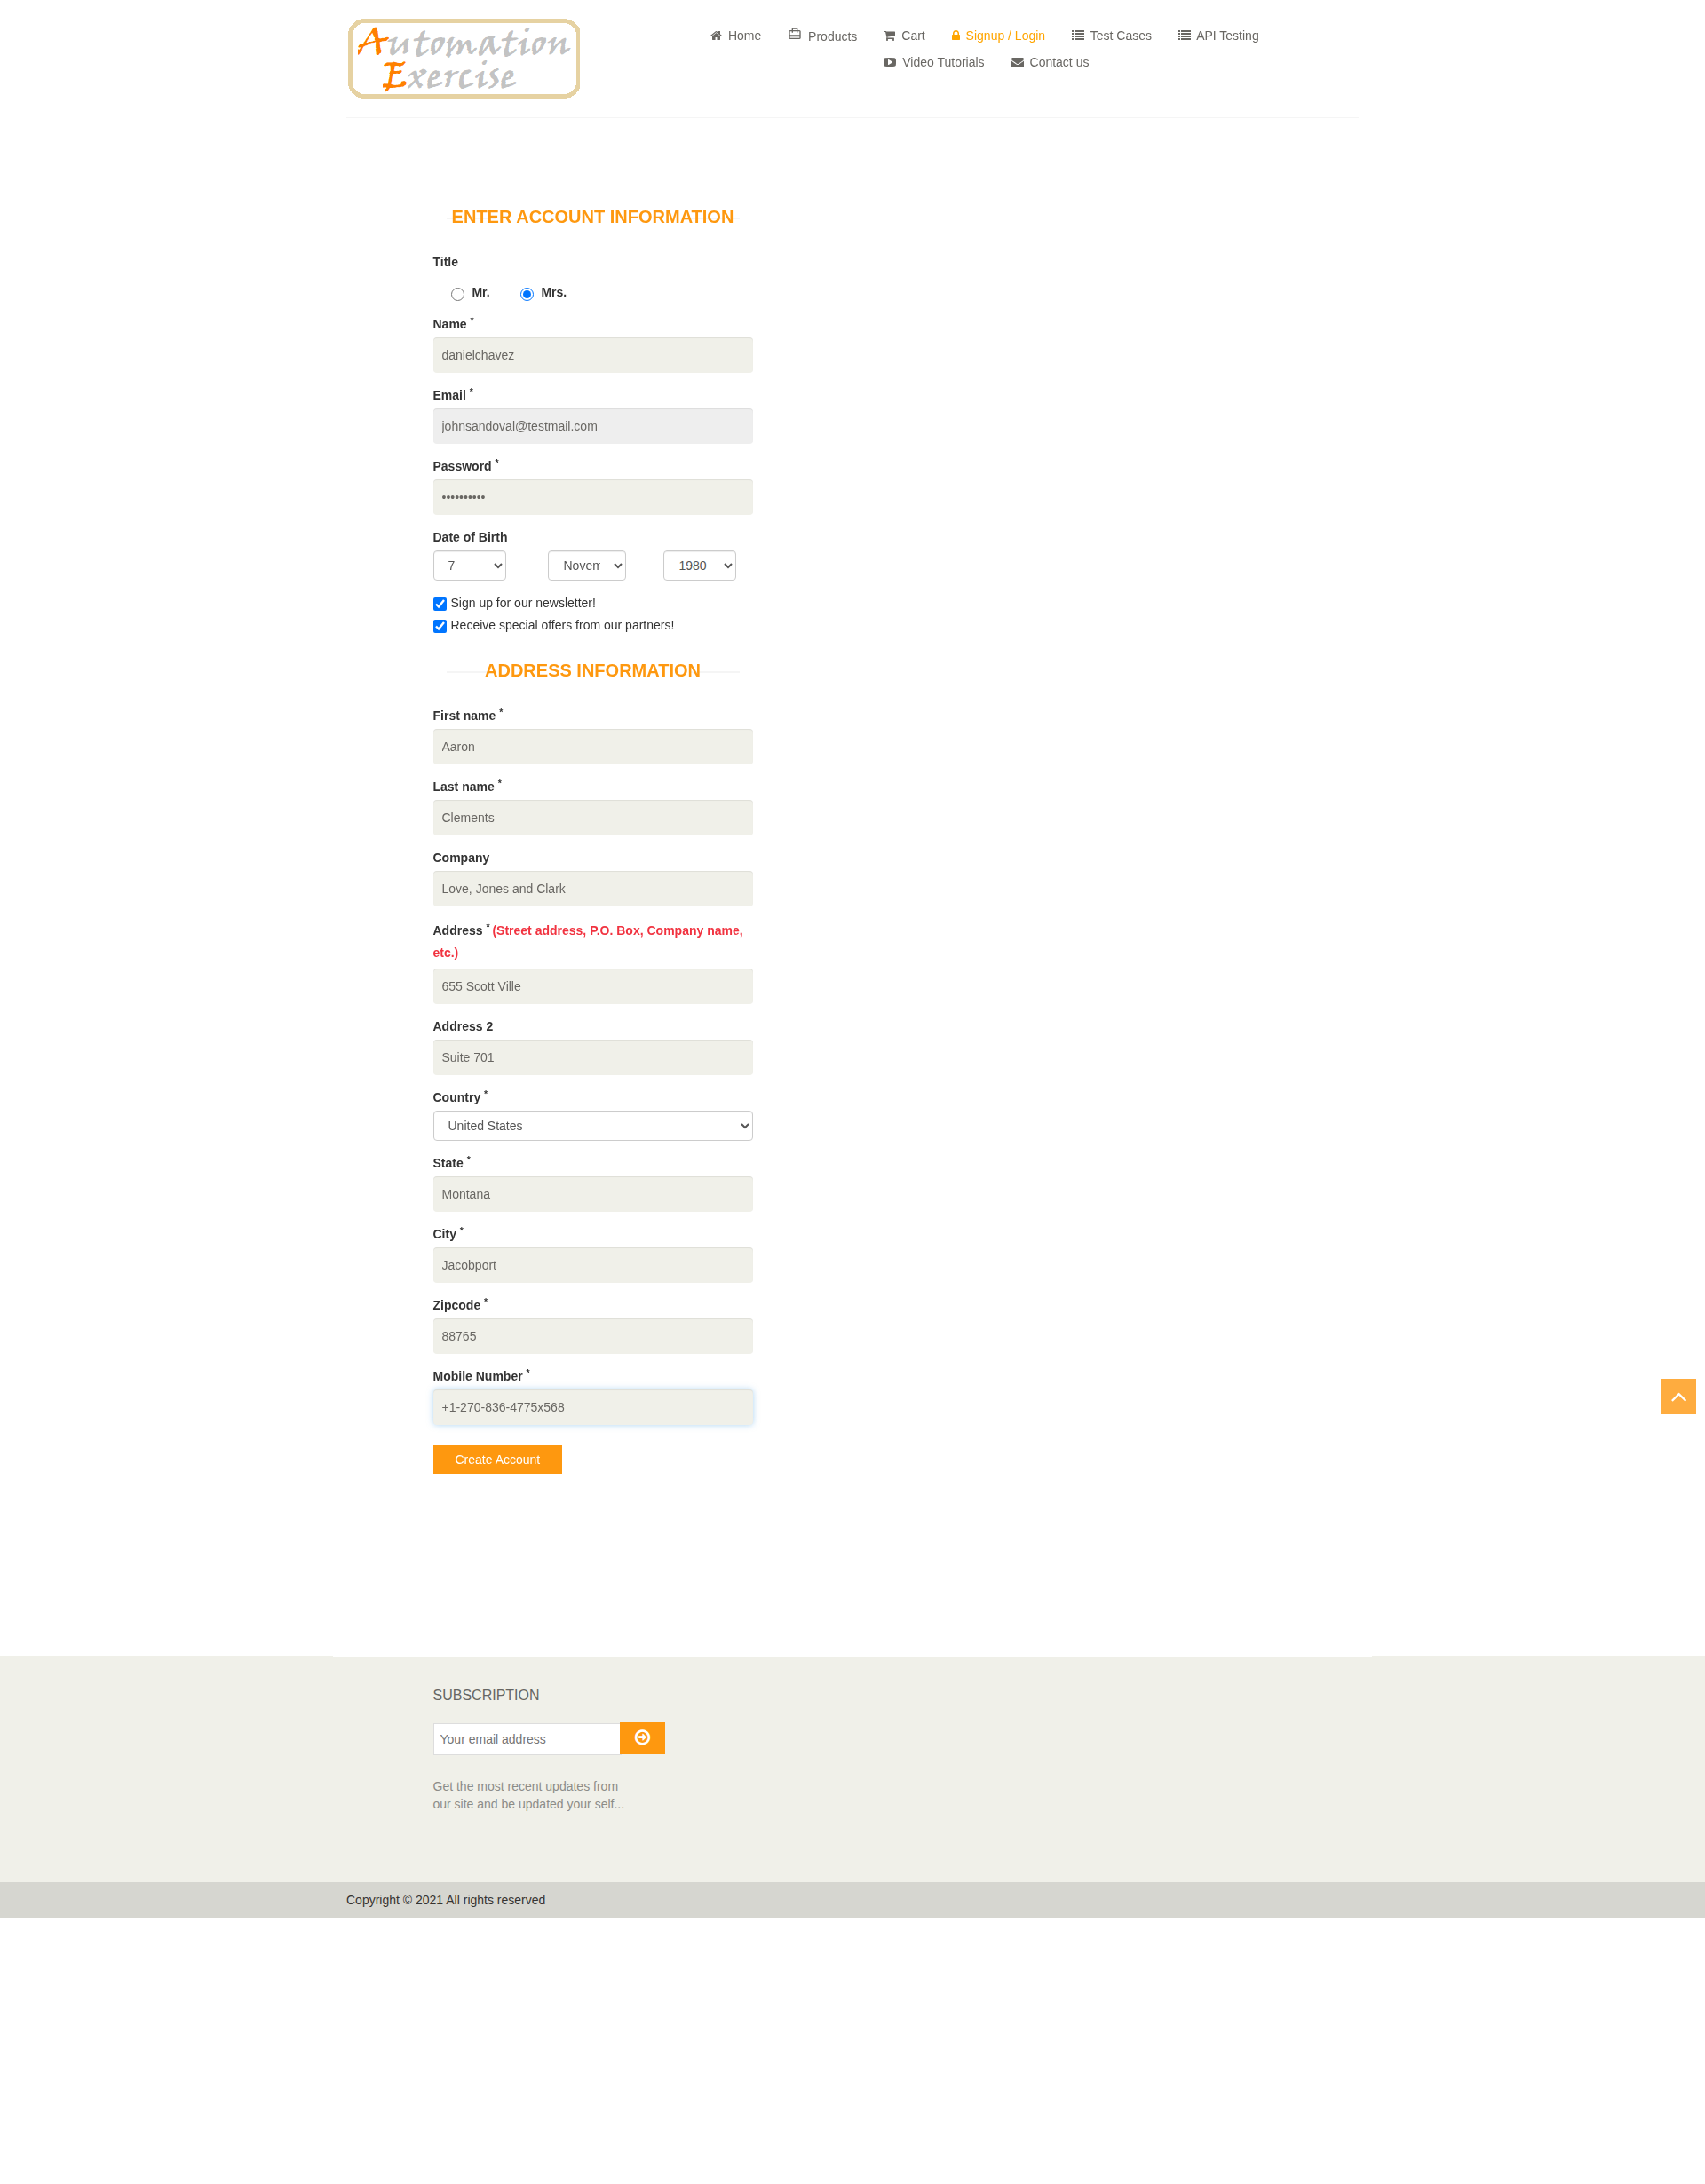 Automation
Exercise
Home
Products
Cart
Signup / Login
Test Cases
API Testing
Video Tutorials
Contact us
ENTER ACCOUNT INFORMATION
Title
Mr.
Mrs.
Name *
danielchavez
Email *
johnsandoval@testmail.com
Password *
••••••••••
Date of Birth
7
Novem
1980
Sign up for our newsletter!
Receive special offers from our partners!
ADDRESS INFORMATION
First name *
Aaron
Last name *
Clements
Company
Love, Jones and Clark
Address * (Street address, P.O. Box, Company name,
etc.)
655 Scott Ville
Address 2
Suite 701
Country *
United States
State *
Montana
City *
Jacobport
Zipcode *
88765
Mobile Number *
+1-270-836-4775x568
Create Account
SUBSCRIPTION
Your email address
Get the most recent updates from
our site and be updated your self...
Copyright © 2021 All rights reserved